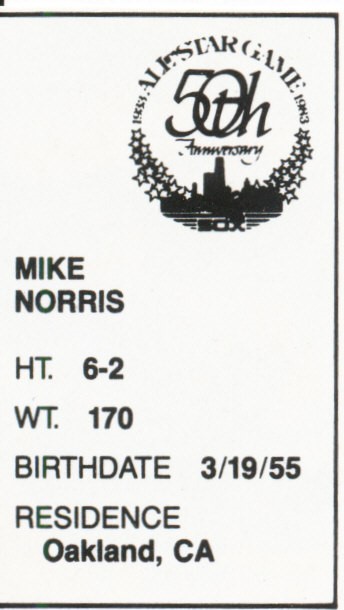 1933 ALL STAR GAME 1983
50th
Anniversary
SOX
MIKE
NORRIS
HT. 6-2
WT. 170
BIRTHDATE 3/19/55
RESIDENCE
Oakland, CA